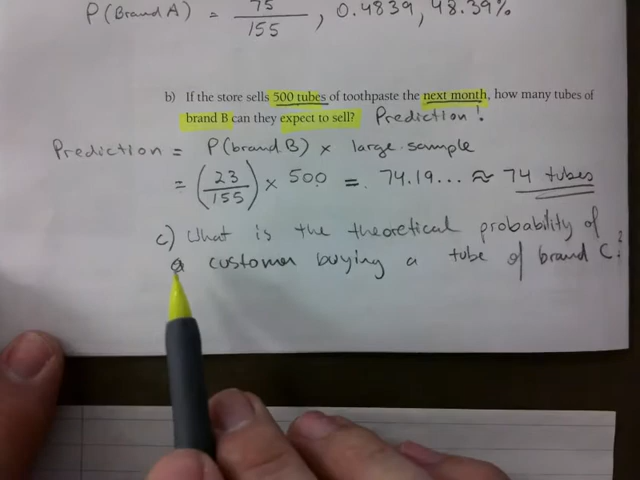 P(Brand A) = 75/155, 0.4839, 48.39%
b) If the store sells 500 tubes of toothpaste the next month, how many tubes of
brand B can they expect to sell? Prediction!
Prediction = P(brand B) × large sample
= (23/155) × 500 = 74.19... ≈ 74 tubes
c) What is the theoretical probability of
a customer buying a tube of brand C?